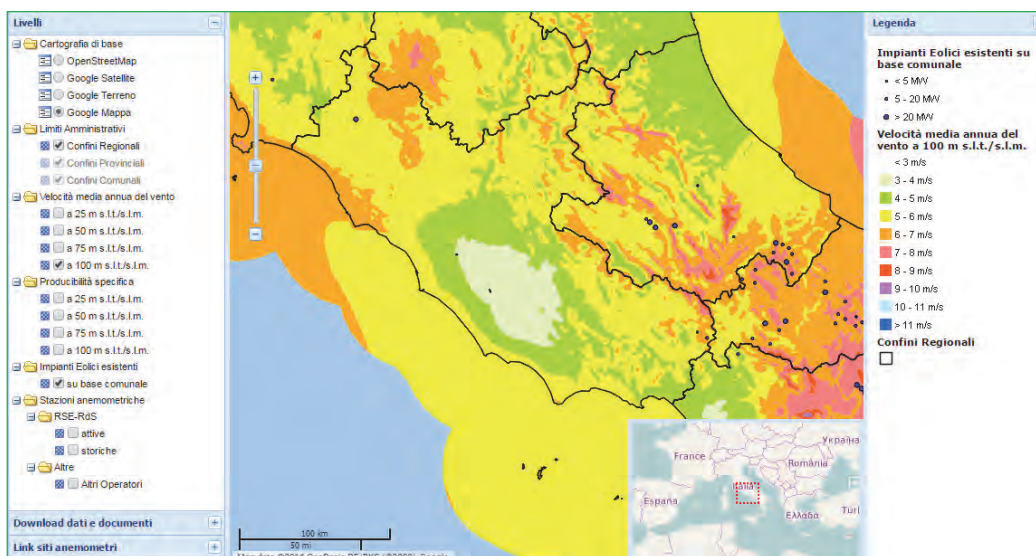 Livelli
Cartografia di base
OpenStreetMap
Google Satellite
Google Terreno
Google Mappa
Limiti Amministrativi
Confini Regionali
Confini Provinciali
Confini Comunali
Velocità media annua del vento
a 25 m s.l.t./s.l.m.
a 50 m s.l.t./s.l.m.
a 75 m s.l.t./s.l.m.
a 100 m s.l.t./s.l.m.
Producibilità specifica
a 25 m s.l.t./s.l.m.
a 50 m s.l.t./s.l.m.
a 75 m s.l.t./s.l.m.
a 100 m s.l.t./s.l.m.
Impianti Eolici esistenti
su base comunale
Stazioni anemometriche
RSE-RdS
attive
storiche
Altre
Altri Operatori
Download dati e documenti
Link siti anemometri
100 km
50 mi
France
Україна
România
Italia
España
Ελλάδα
Türl
Legenda
Impianti Eolici esistenti su
base comunale
< 5 MW
5 - 20 MW
> 20 MW
Velocità media annua del
vento a 100 m s.l.t./s.l.m.
< 3 m/s
3 - 4 m/s
4 - 5 m/s
5 - 6 m/s
6 - 7 m/s
7 - 8 m/s
8 - 9 m/s
9 - 10 m/s
10 - 11 m/s
> 11 m/s
Confini Regionali